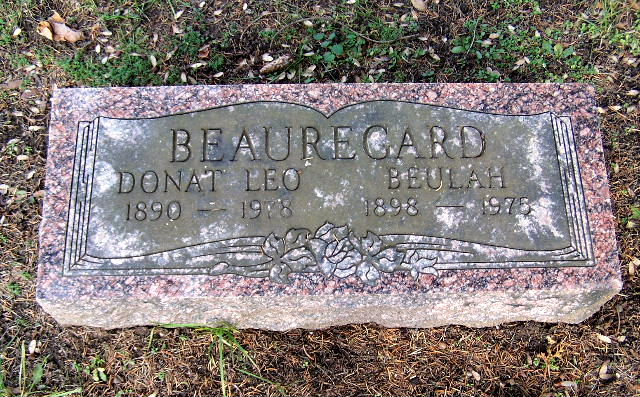 BEAUREGARD
DONAT LEO BEULAH
1890 — 1978 1898 — 1975